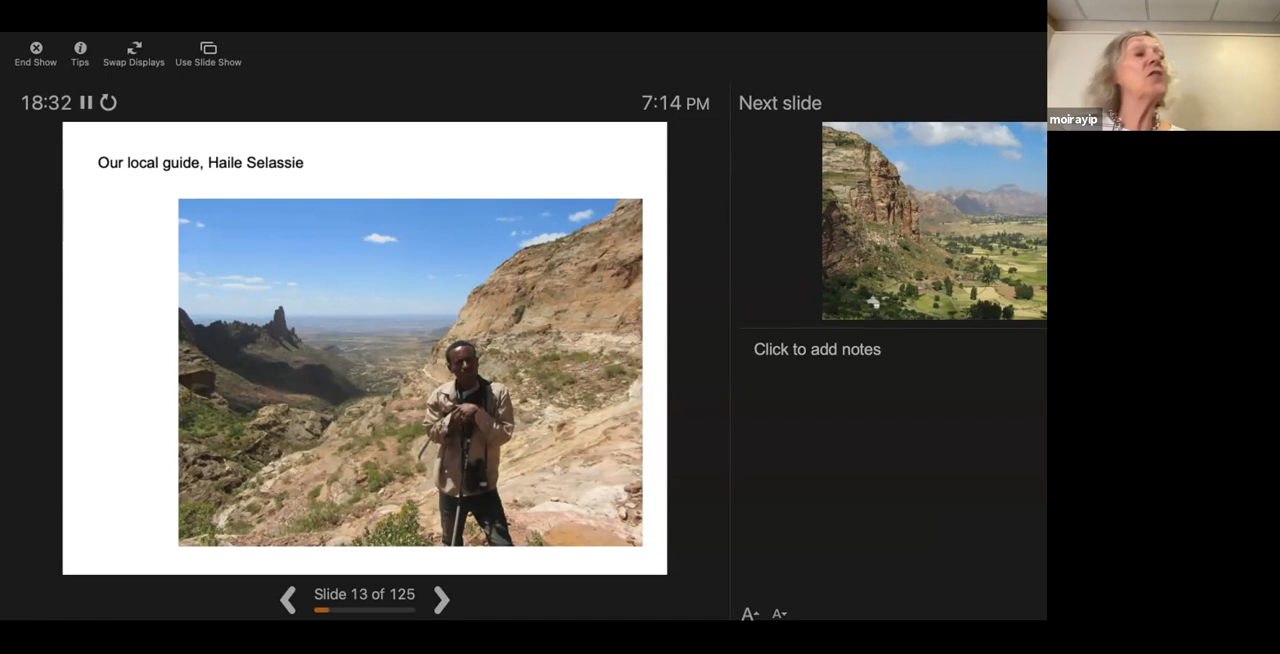 End Show
Tips
Swap Displays
Use Slide Show
18:32
7:14 PM
Next slide
moirayip
Our local guide, Haile Selassie
Click to add notes
Slide 13 of 125
A
A